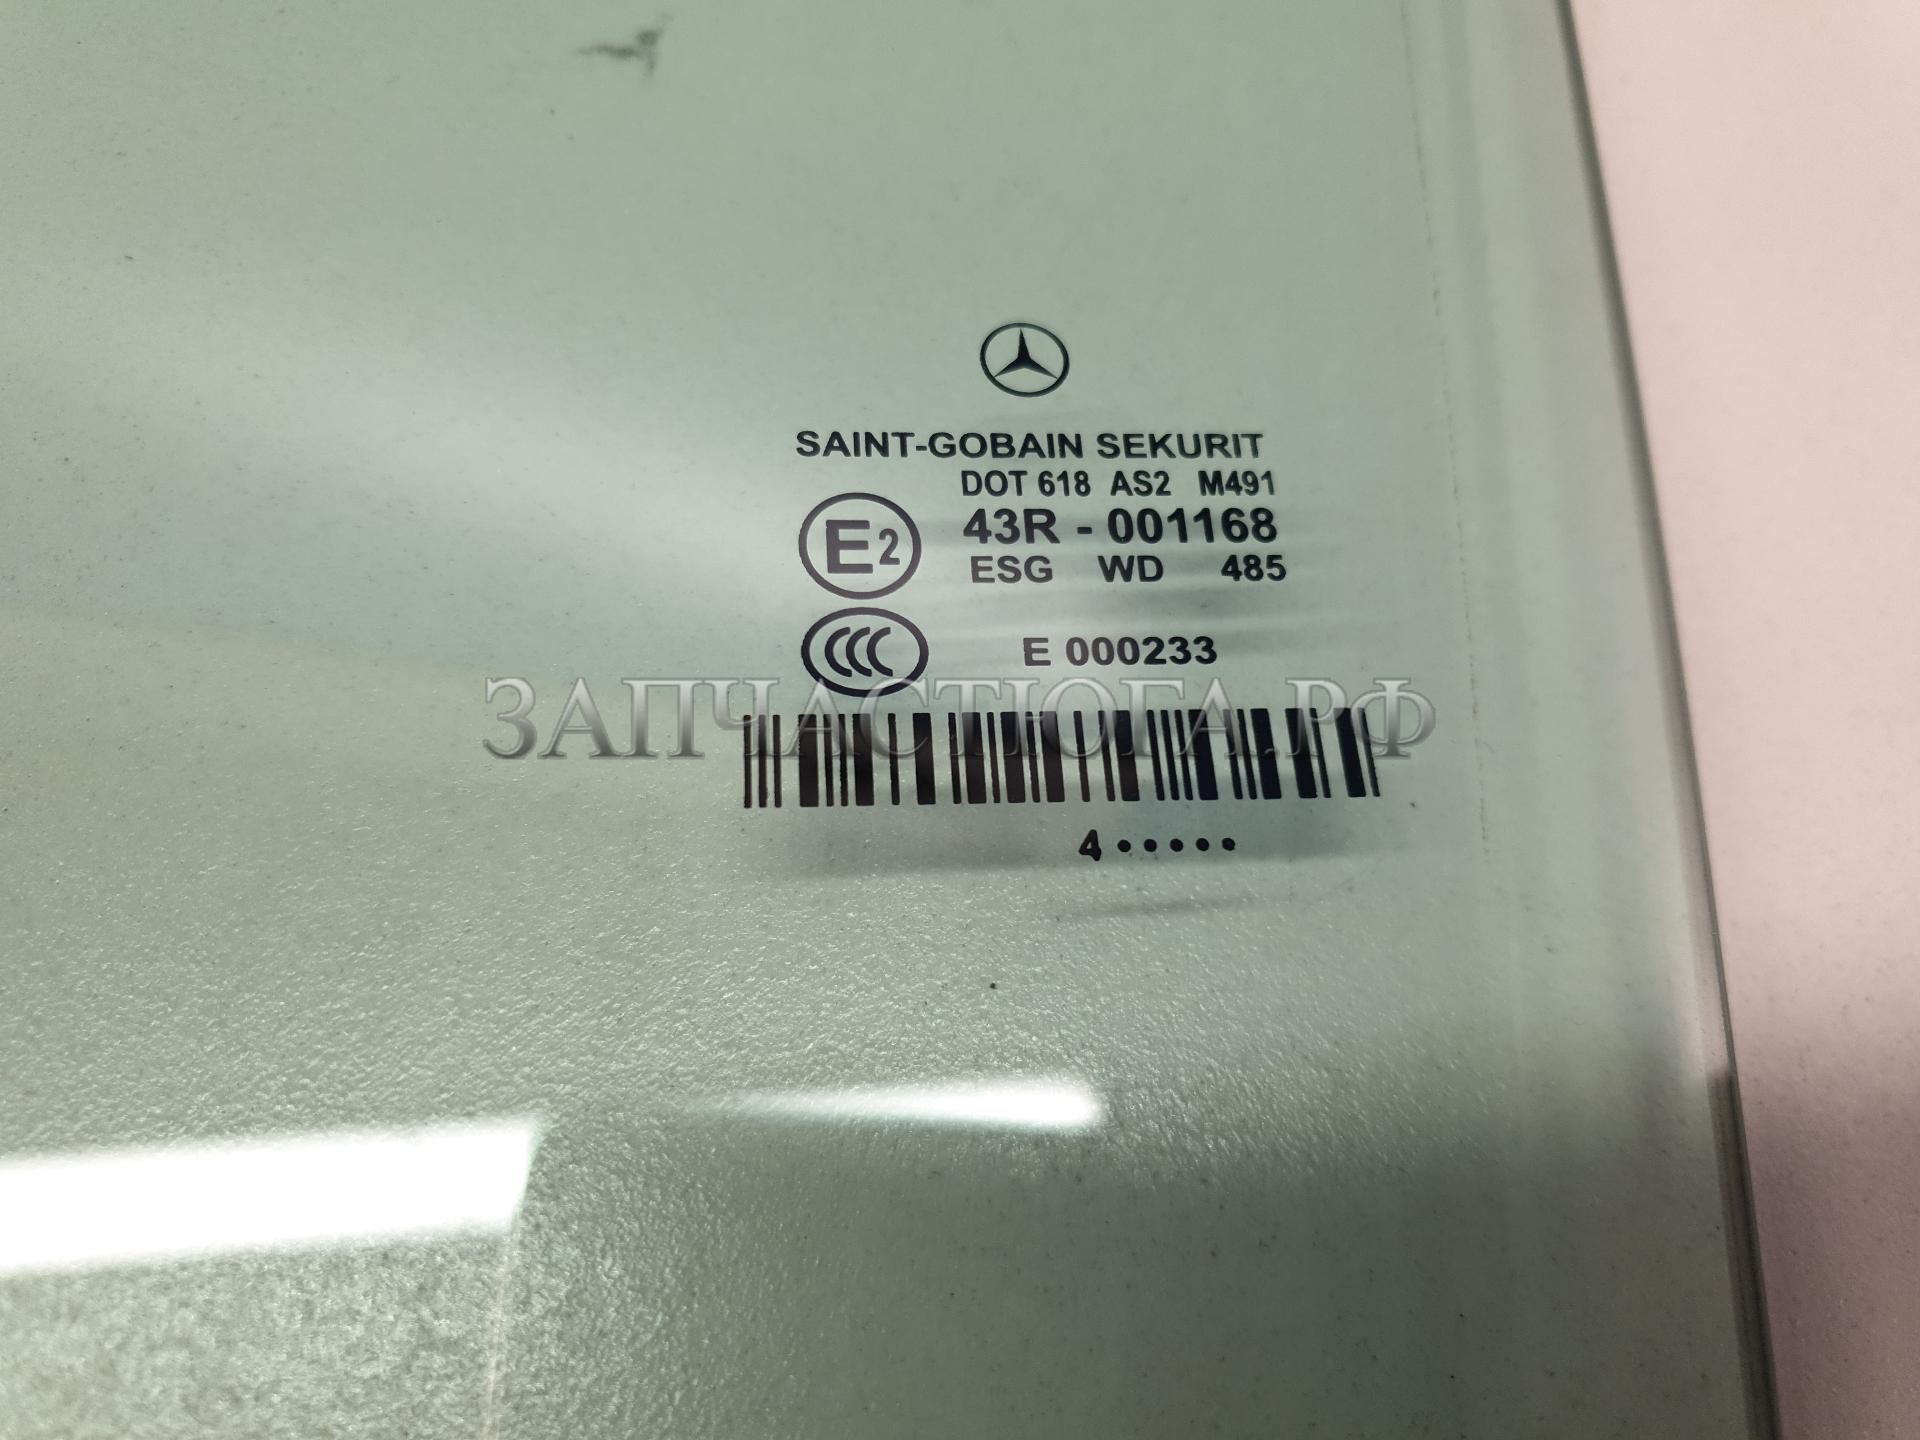 SAINT-GOBAIN SEKURIT
DOT 618 AS2 M491
E2 43R - 001168
ESG WD 485
CCC E 000233
ЗАПЧАСТЮГА.РФ
4 • • • • •